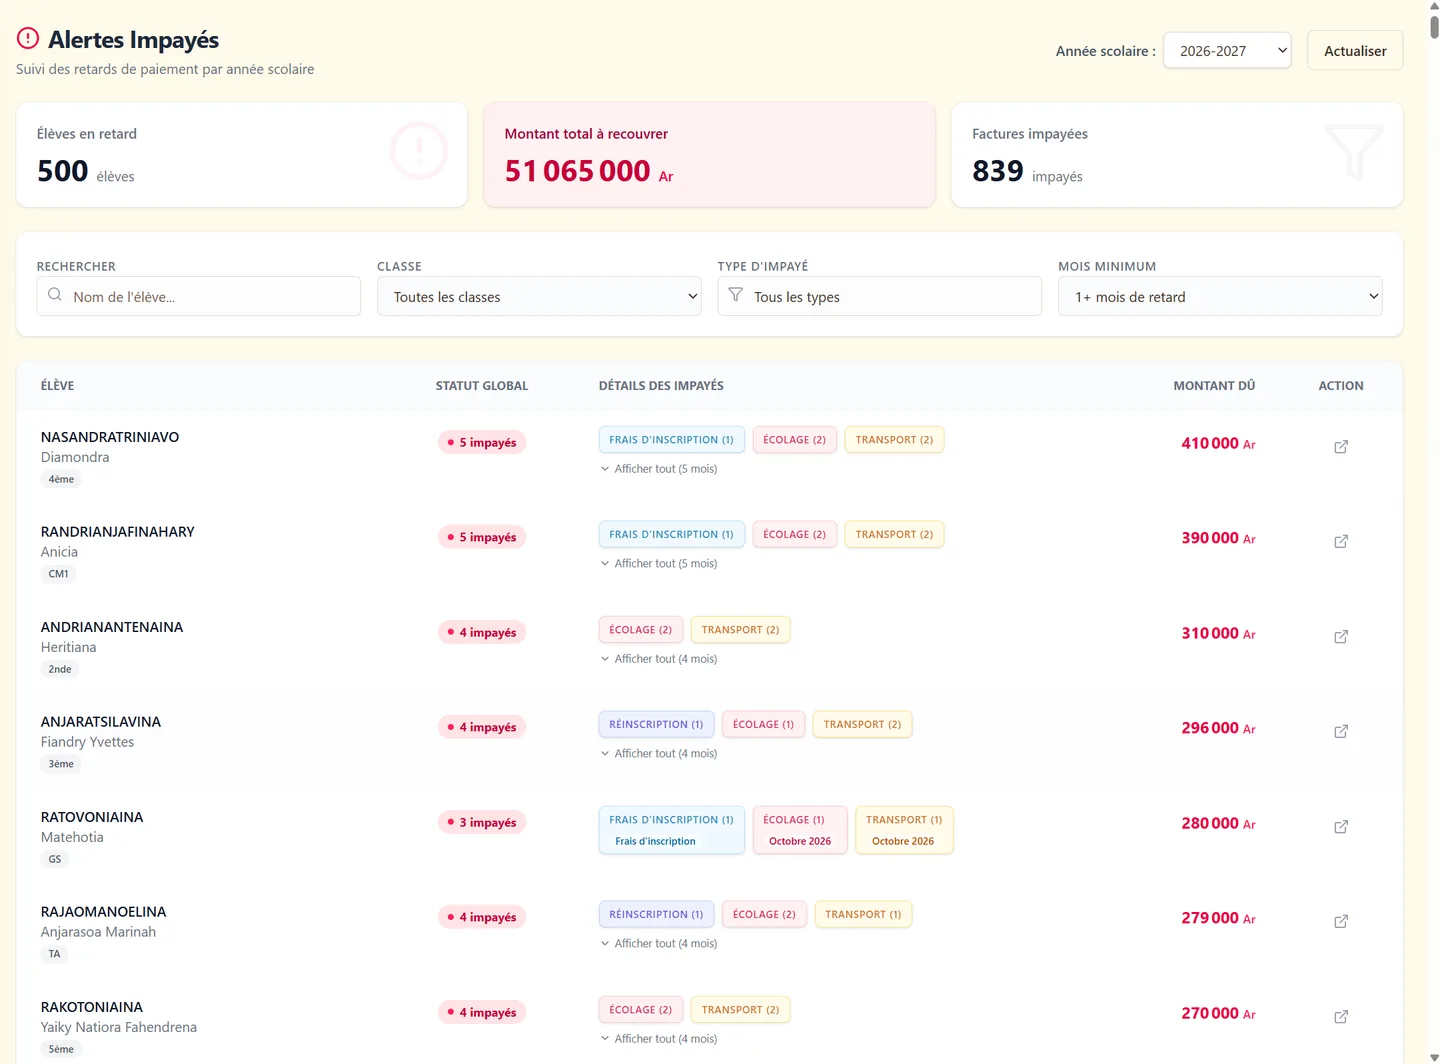 Alertes Impayés
Suivi des retards de paiement par année scolaire
Année scolaire : 2026-2027 Actualiser
Élèves en retard
500 élèves
Montant total à recouvrer
51 065 000 Ar
Factures impayées
839 impayés
RECHERCHER
Nom de l'élève...
CLASSE
Toutes les classes
TYPE D'IMPAYÉ
Tous les types
MOIS MINIMUM
1+ mois de retard
ÉLÈVE STATUT GLOBAL DÉTAILS DES IMPAYÉS MONTANT DÛ ACTION
NASANDRATRINIAVO
Diamondra
4ème
5 impayés
FRAIS D'INSCRIPTION (1) ÉCOLAGE (2) TRANSPORT (2)
Afficher tout (5 mois)
410 000 Ar
RANDRIANJAFINAHARY
Anicia
CM1
5 impayés
FRAIS D'INSCRIPTION (1) ÉCOLAGE (2) TRANSPORT (2)
Afficher tout (5 mois)
390 000 Ar
ANDRIANANTENAINA
Heritiana
2nde
4 impayés
ÉCOLAGE (2) TRANSPORT (2)
Afficher tout (4 mois)
310 000 Ar
ANJARATSILAVINA
Fiandry Yvettes
3ème
4 impayés
RÉINSCRIPTION (1) ÉCOLAGE (1) TRANSPORT (2)
Afficher tout (4 mois)
296 000 Ar
RATOVONIAINA
Matehotia
GS
3 impayés
FRAIS D'INSCRIPTION (1) ÉCOLAGE (1) TRANSPORT (1)
Frais d'inscription Octobre 2026 Octobre 2026
280 000 Ar
RAJAOMANOELINA
Anjarasoa Marinah
TA
4 impayés
RÉINSCRIPTION (1) ÉCOLAGE (2) TRANSPORT (1)
Afficher tout (4 mois)
279 000 Ar
RAKOTONIAINA
Yaiky Natiora Fahendrena
5ème
4 impayés
ÉCOLAGE (2) TRANSPORT (2)
Afficher tout (4 mois)
270 000 Ar